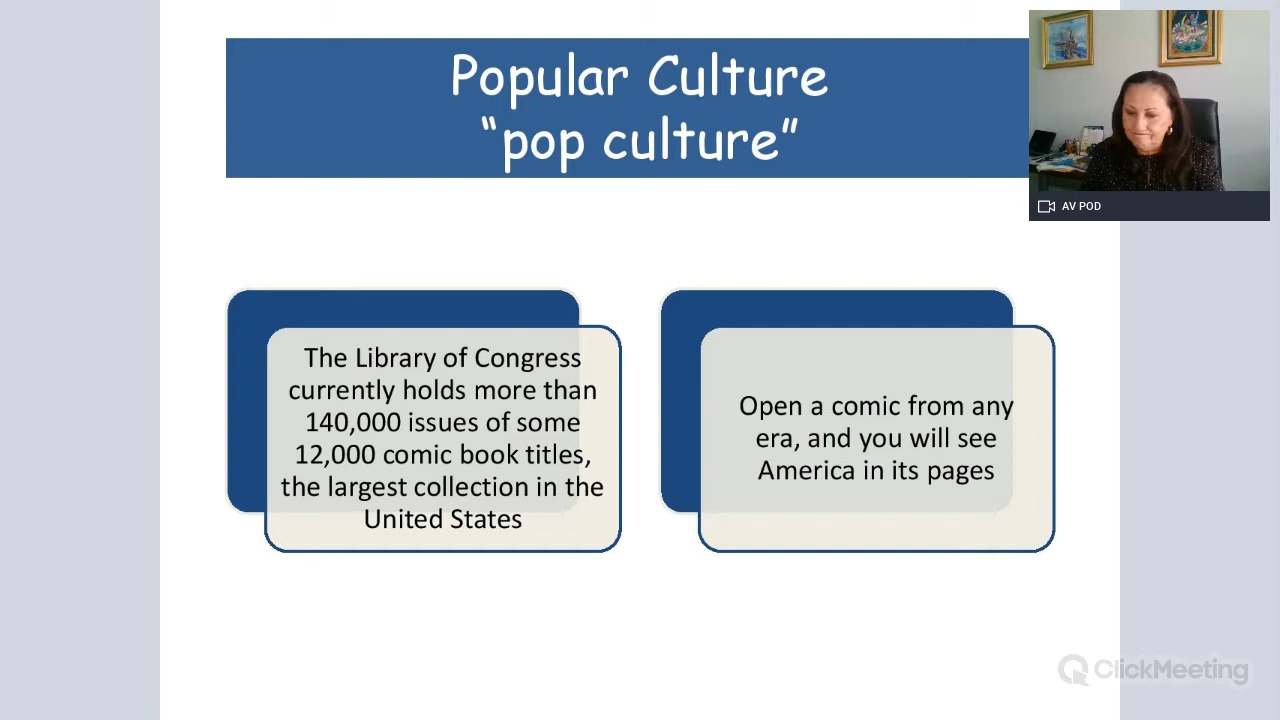 Popular Culture
“pop culture”
AV POD
The Library of Congress
currently holds more than
140,000 issues of some
12,000 comic book titles,
the largest collection in the
United States
Open a comic from any
era, and you will see
America in its pages
ClickMeeting